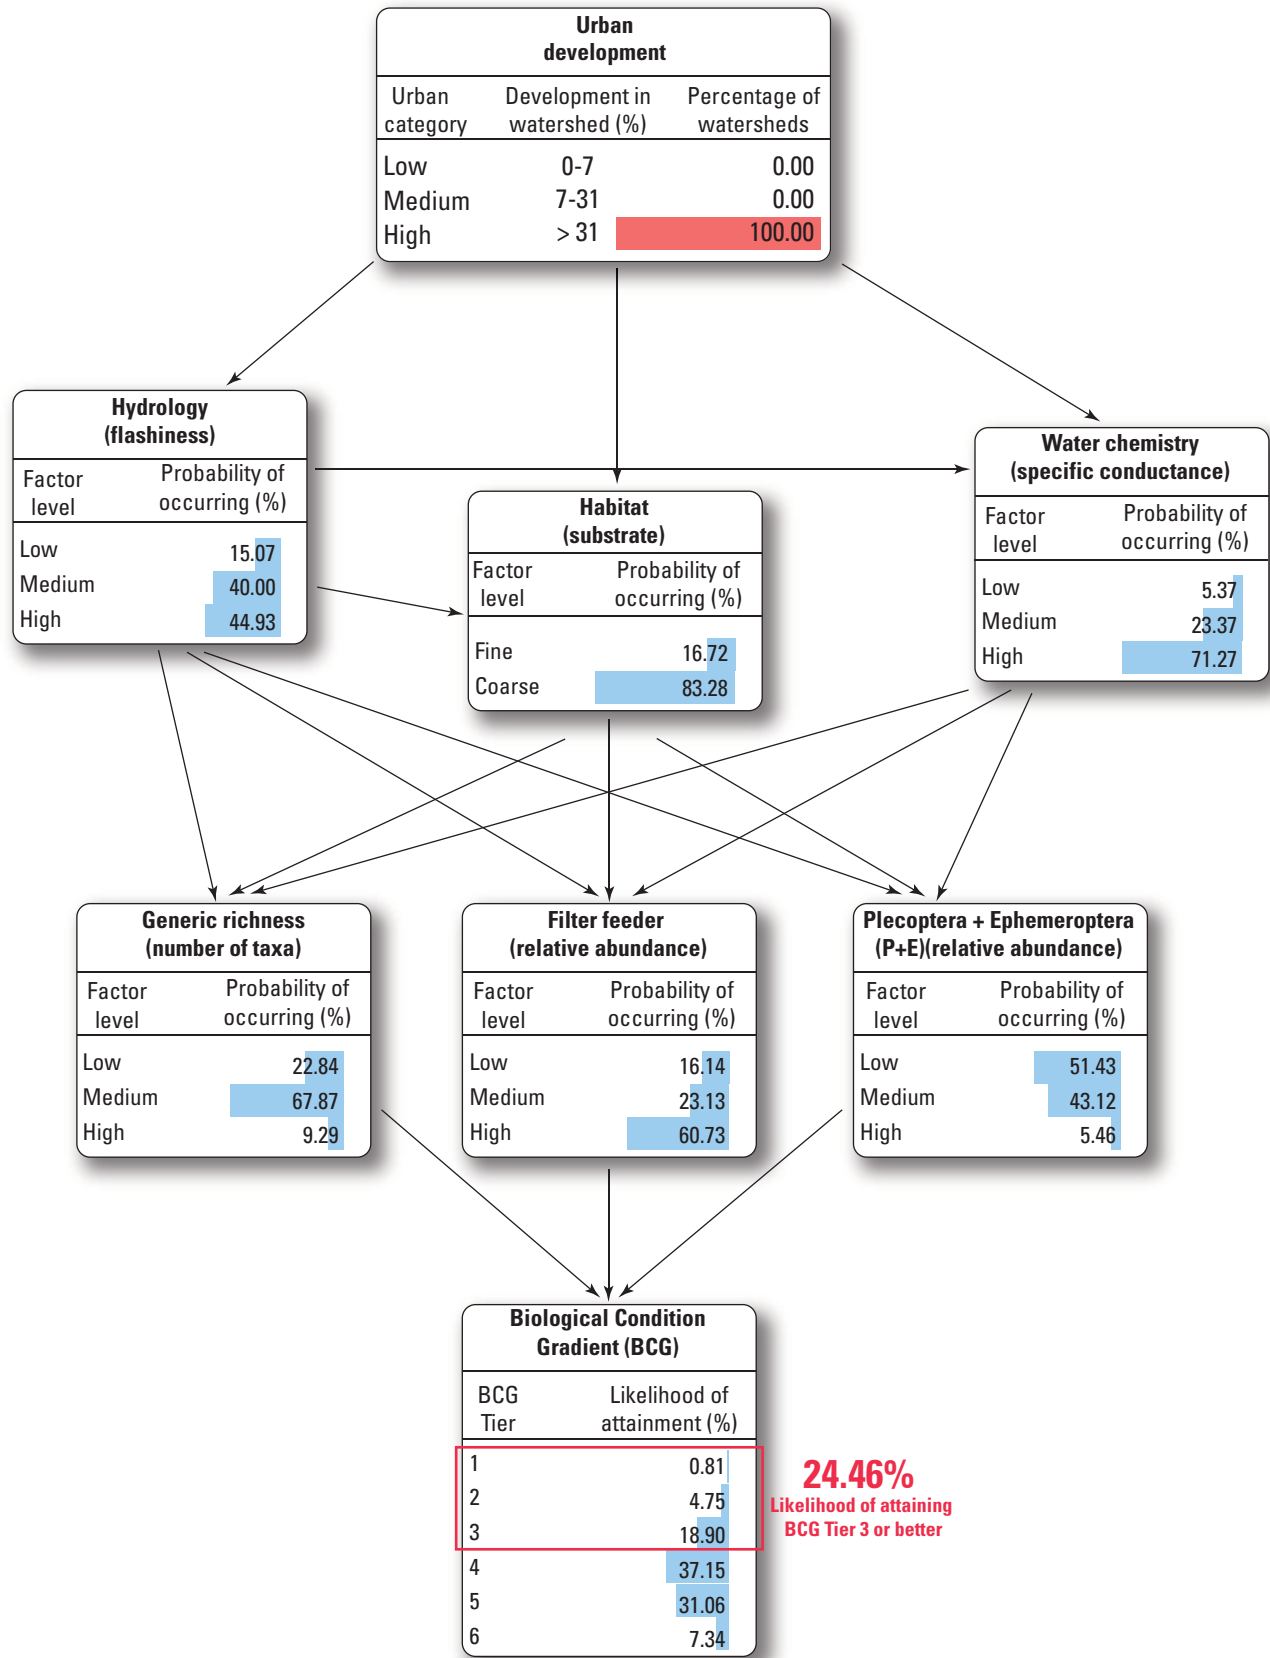 Urban
development
Urban category Development in watershed (%) Percentage of watersheds
Low 0-7 0.00
Medium 7-31 0.00
High > 31 100.00
Hydrology
(flashiness)
Factor level Probability of occurring (%)
Low 15.07
Medium 40.00
High 44.93
Habitat
(substrate)
Factor level Probability of occurring (%)
Fine 16.72
Coarse 83.28
Water chemistry
(specific conductance)
Factor level Probability of occurring (%)
Low 5.37
Medium 23.37
High 71.27
Generic richness
(number of taxa)
Factor level Probability of occurring (%)
Low 22.84
Medium 67.87
High 9.29
Filter feeder
(relative abundance)
Factor level Probability of occurring (%)
Low 16.14
Medium 23.13
High 60.73
Plecoptera + Ephemeroptera
(P+E)(relative abundance)
Factor level Probability of occurring (%)
Low 51.43
Medium 43.12
High 5.46
Biological Condition
Gradient (BCG)
BCG Tier Likelihood of attainment (%)
1 0.81
2 4.75
3 18.90
4 37.15
5 31.06
6 7.34
24.46%
Likelihood of attaining
BCG Tier 3 or better